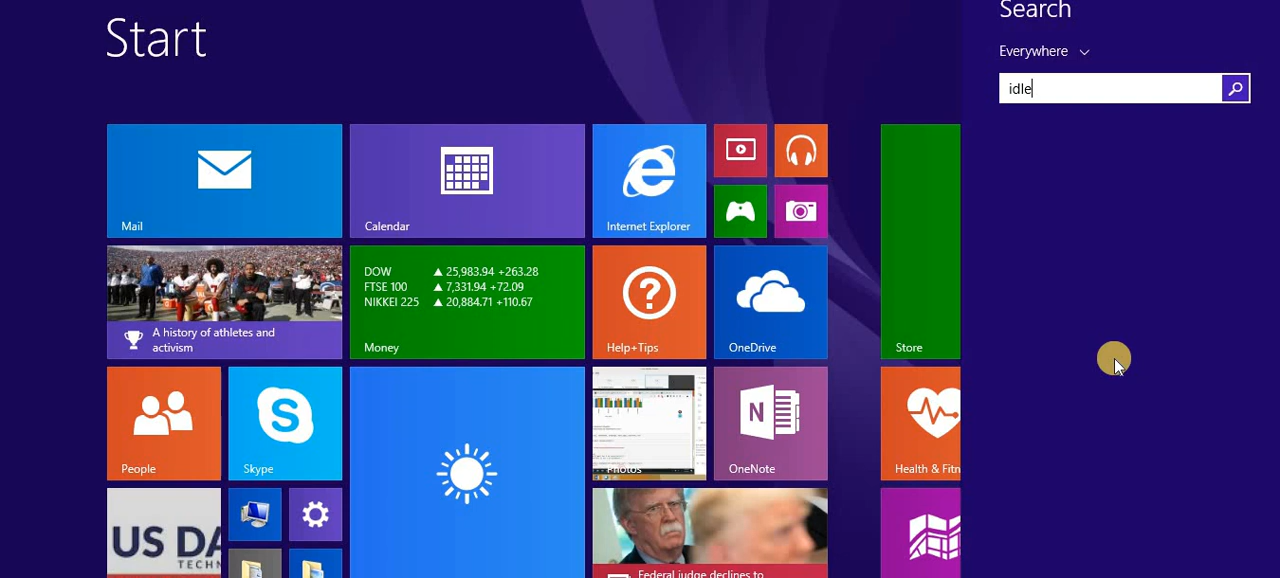 Start
Search
Everywhere
idle
Mail
Calendar
Internet Explorer
A history of athletes and
activism
DOW ▲ 25,983.94 +263.28
FTSE 100 ▲ 7,331.94 +72.09
NIKKEI 225 ▲ 20,884.71 +110.67
Money
Help+Tips
OneDrive
Store
People
Skype
Photos
OneNote
Health & Fitn
US DA
TECHN
Federal judge declines to